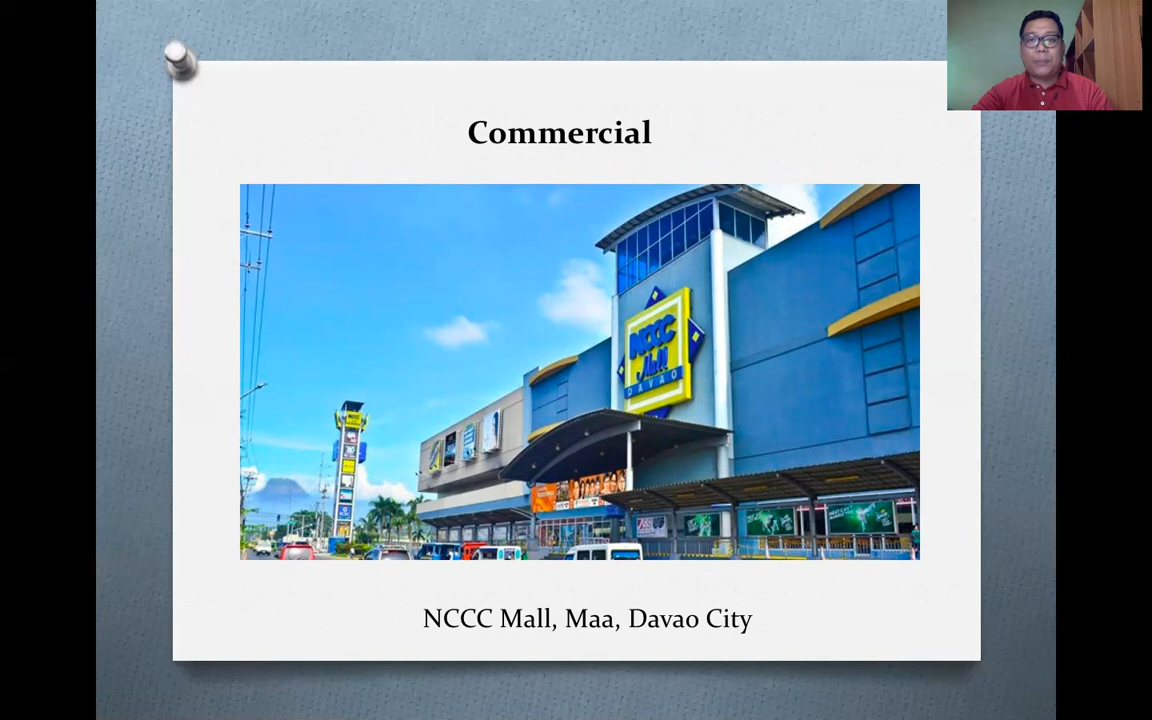 Commercial
NCCC
Mall
DAVAO
NCCC Mall, Maa, Davao City